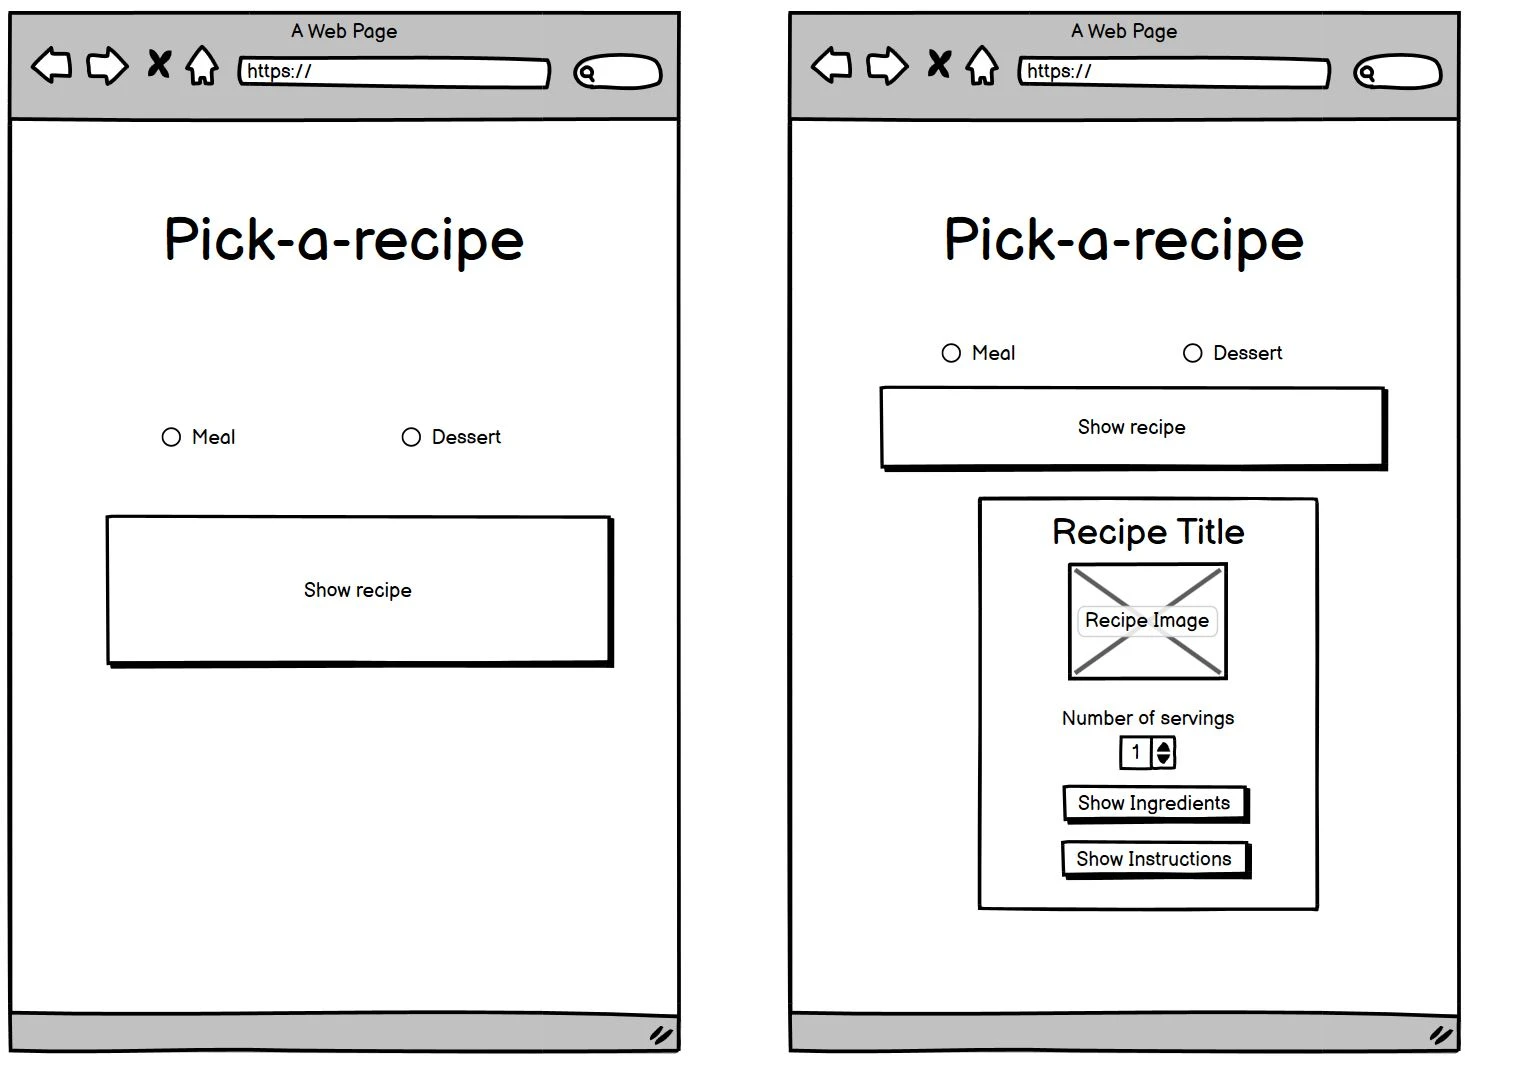 A Web Page
https://
Pick-a-recipe
Meal Dessert
Show recipe
A Web Page
https://
Pick-a-recipe
Meal Dessert
Show recipe
Recipe Title
Recipe Image
Number of servings
1
Show Ingredients
Show Instructions